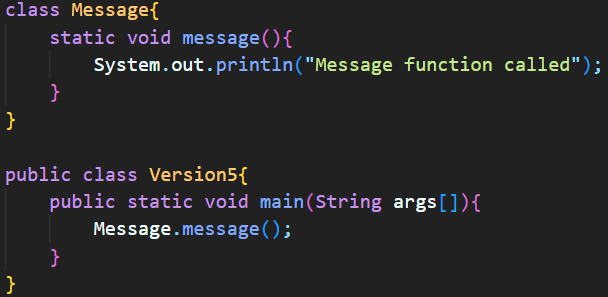 class Message{
    static void message(){
        System.out.println("Message function called");
    }
}

public class Version5{
    public static void main(String args[]){
        Message.message();
    }
}